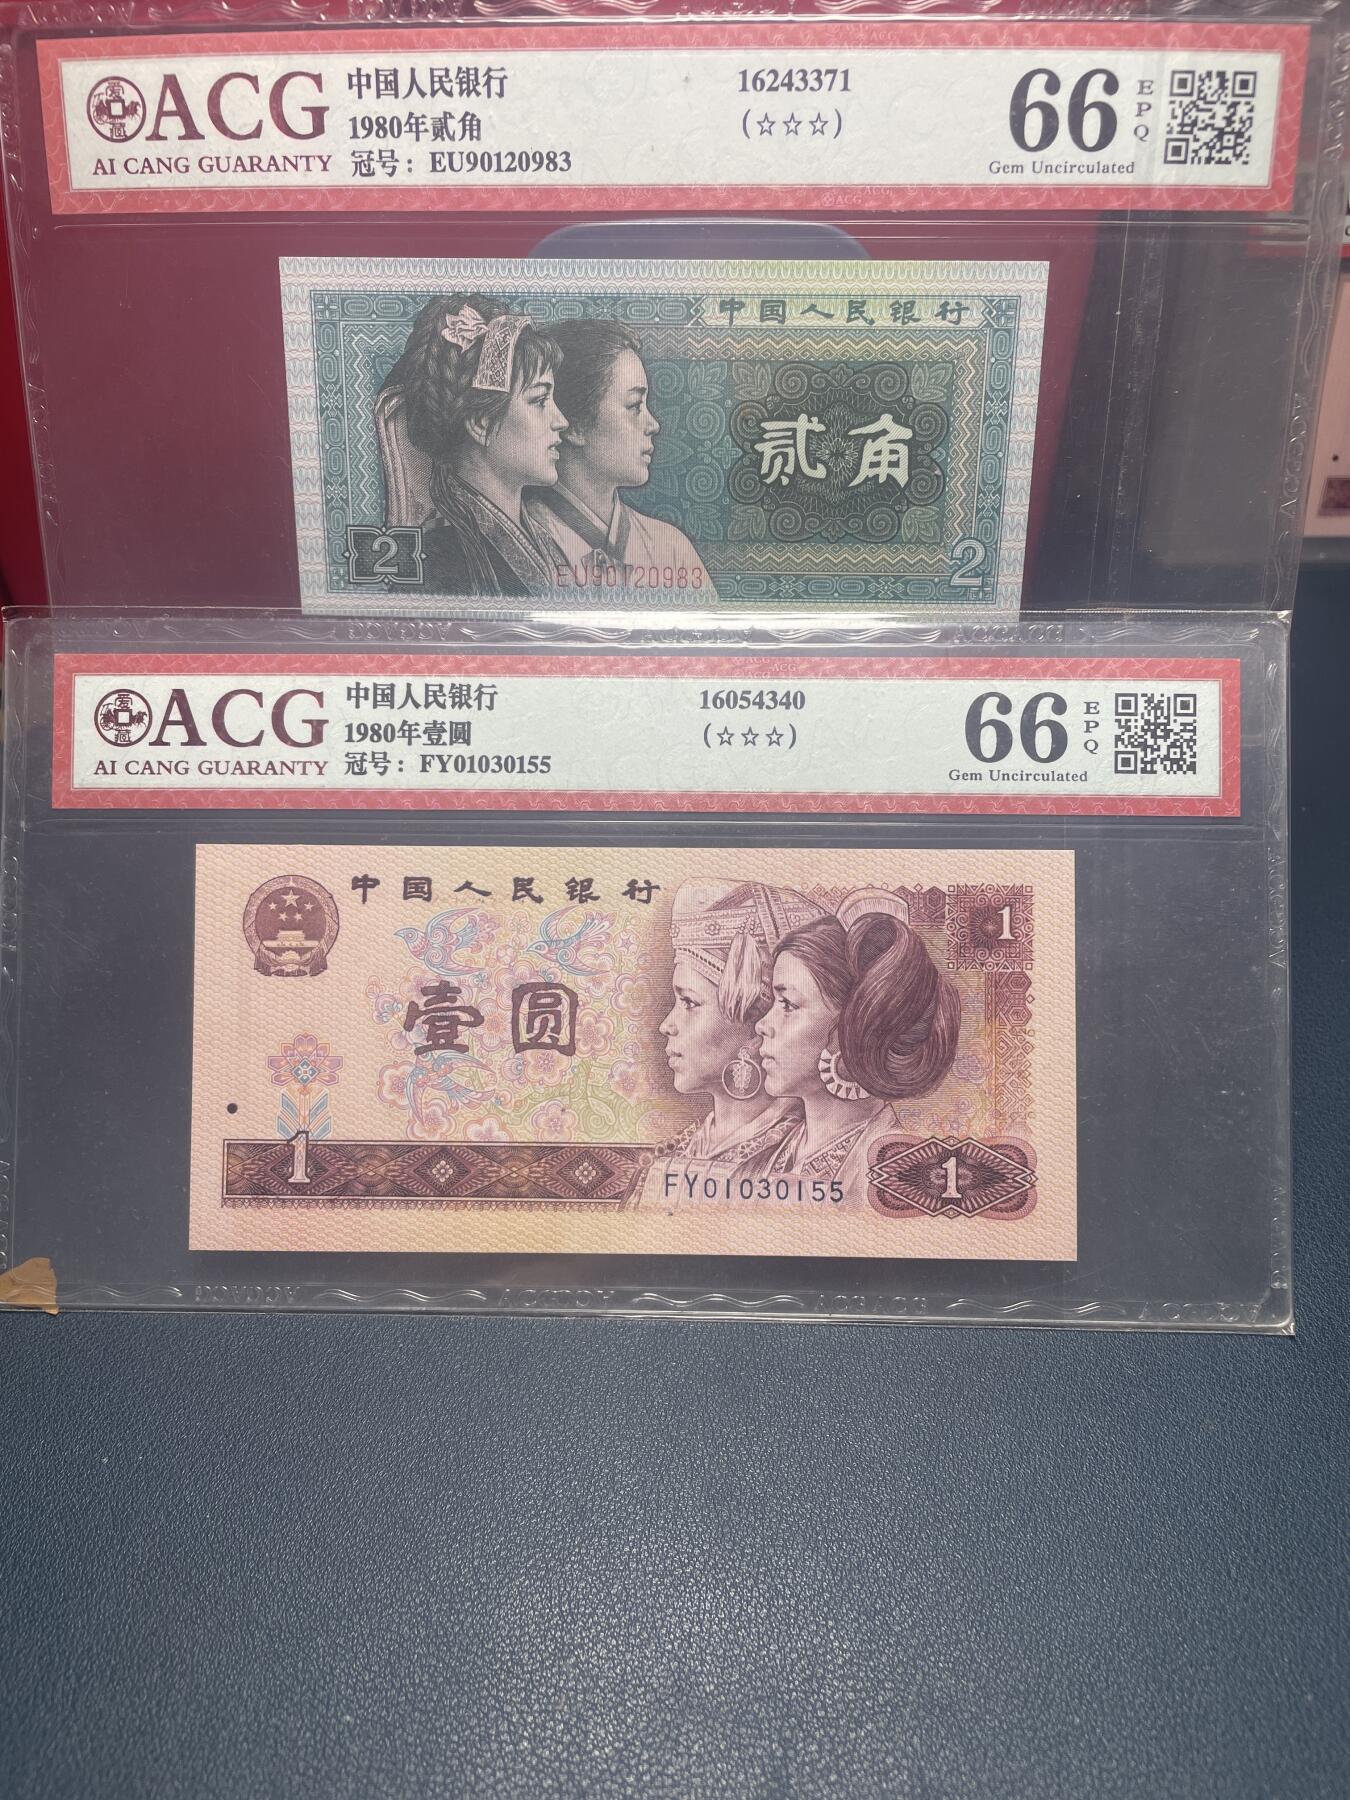 ACG
AI CANG GUARANTY
中国人民银行
1980年贰角
冠号: EU90120983
16243371
(☆☆☆)
66
EPQ
Gem Uncirculated
中国人民银行
贰角
2
2
EU90120983
ACG
AI CANG GUARANTY
中国人民银行
1980年壹圆
冠号: FY01030155
16054340
(☆☆☆)
66
EPQ
Gem Uncirculated
中国人民银行
1
壹圆
1
FY01030155
1